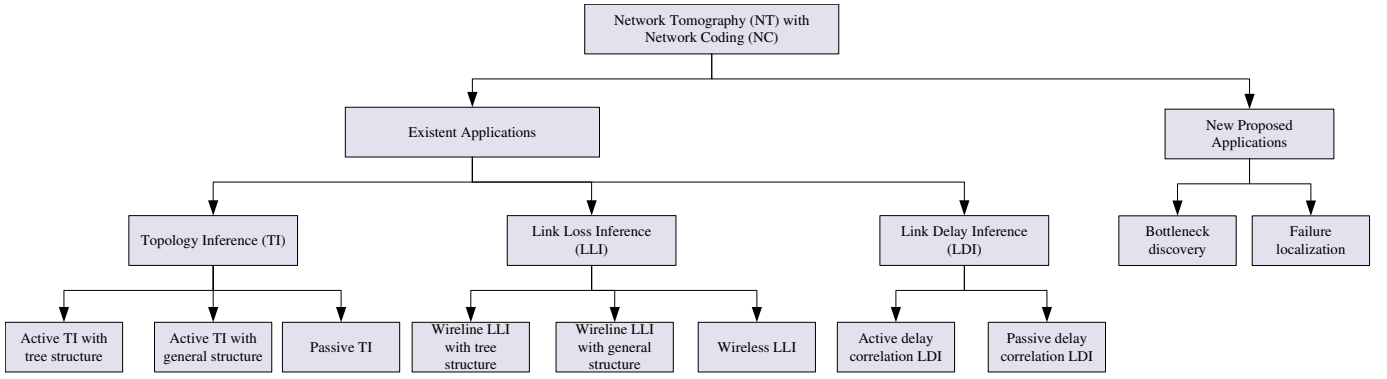 Network Tomography (NT) with
Network Coding (NC)
Existent Applications
New Proposed
Applications
Topology Inference (TI)
Link Loss Inference
(LLI)
Link Delay Inference
(LDI)
Bottleneck
discovery
Failure
localization
Active TI with
tree structure
Active TI with
general structure
Passive TI
Wireline LLI
with tree
structure
Wireline LLI
with general
structure
Wireless LLI
Active delay
correlation LDI
Passive delay
correlation LDI